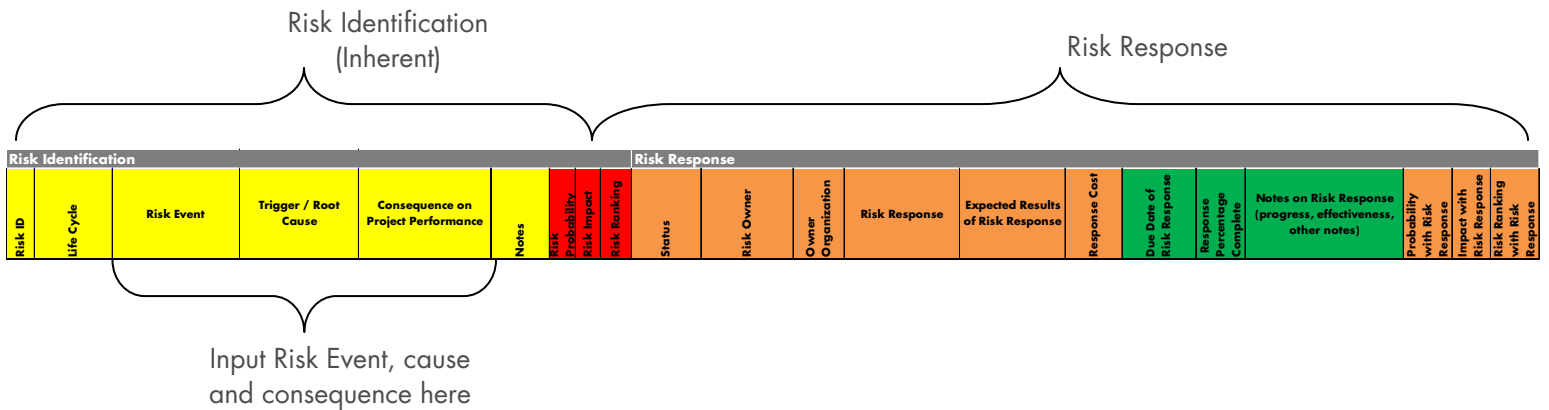 Risk Identification
(Inherent)
Risk Response
Risk Identification
Risk Response
Risk ID
Life Cycle
Risk Event
Trigger / Root
Cause
Consequence on
Project Performance
Notes
Risk
Probability
Risk Impact
Risk Ranking
Status
Risk Owner
Owner
Organization
Risk Response
Expected Results
of Risk Response
Response Cost
Due Date of
Risk Response
Response
Percentage
Complete
Notes on Risk Response
(progress, effectiveness,
other notes)
Probability
with Risk
Response
Impact with
Risk Response
Risk Ranking
with Risk
Response
Input Risk Event, cause
and consequence here